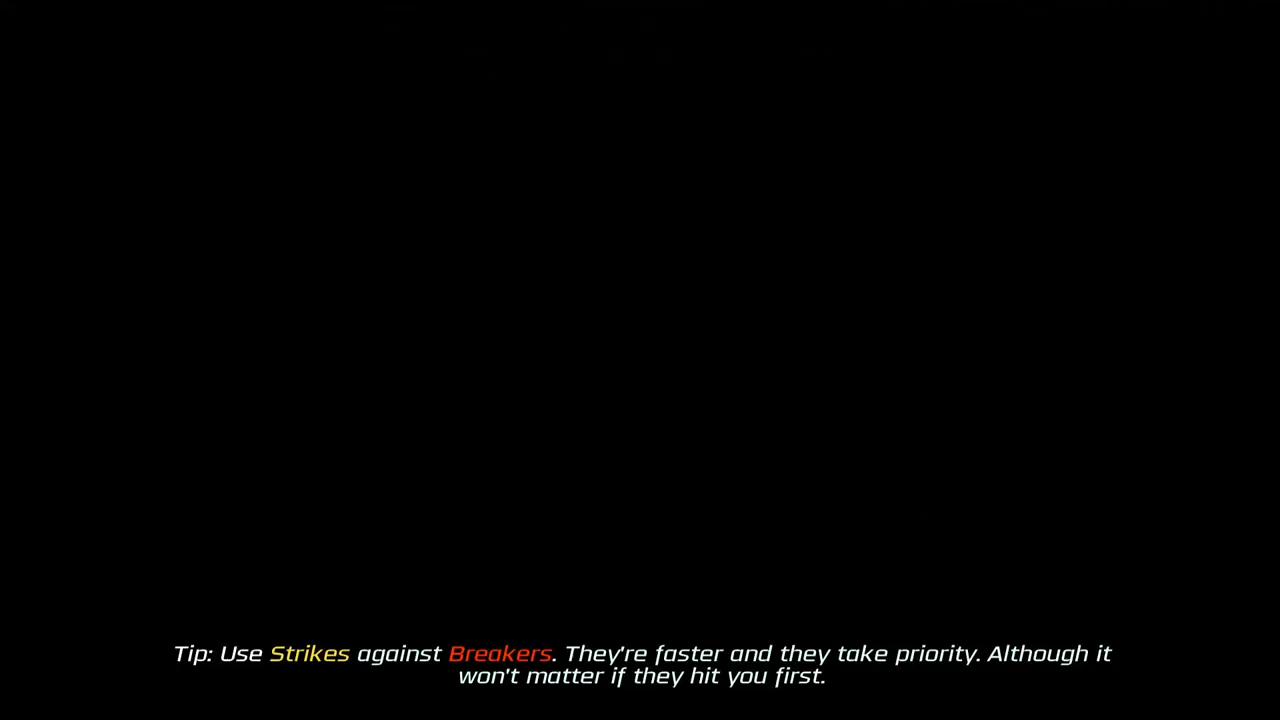 Tip: Use Strikes against Breakers. They're faster and they take priority. Although it
won't matter if they hit you first.